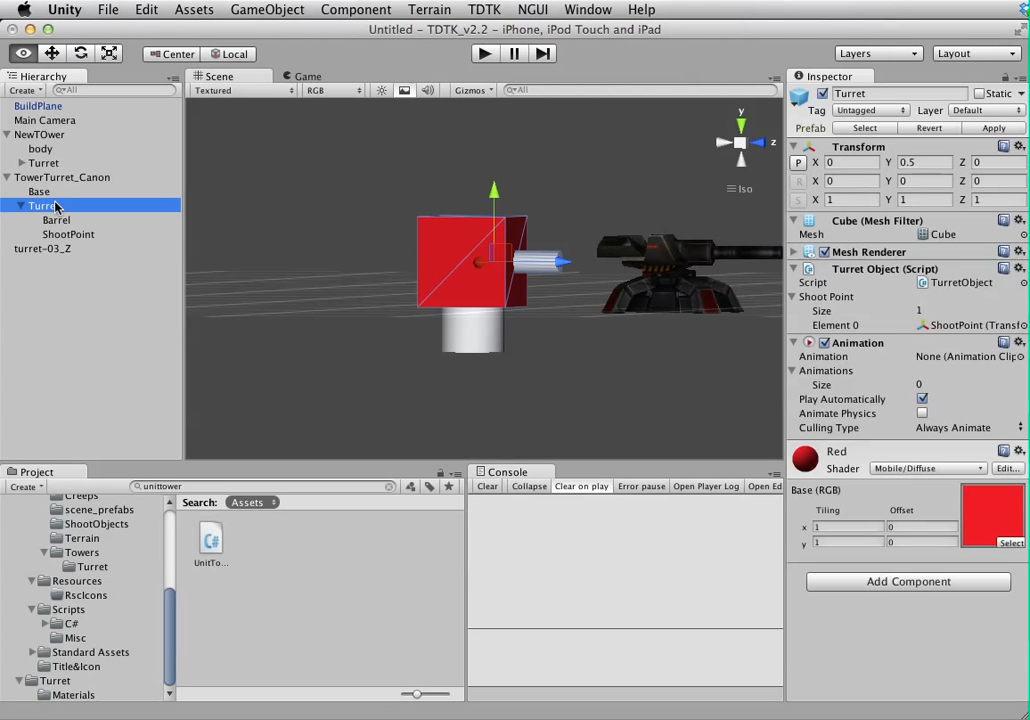 Unity File Edit Assets GameObject Component Terrain TDTK NGUI Window Help
Untitled - TDTK_v2.2 - iPhone, iPod Touch and iPad
Center Local Layers Layout
Hierarchy
Create All
BuildPlane
Main Camera
NewTOwer
body
Turret
TowerTurret_Canon
Base
Turre
Barrel
ShootPoint
turret-03_Z
Scene Game
Textured RGB Gizmos All
y
z
Iso
Inspector
Turret Static
Tag Untagged Layer Default
Prefab Select Revert Apply
Transform
P X 0 Y 0.5 Z 0
R X 0 Y 0 Z 0
S X 1 Y 1 Z 1
Cube (Mesh Filter)
Mesh Cube
Mesh Renderer
Turret Object (Script)
Script TurretObject
Shoot Point
Size 1
Element 0 ShootPoint (Transfo
Animation
Animation None (Animation Clip
Animations
Size 0
Play Automatically
Animate Physics
Culling Type Always Animate
Red
Shader Mobile/Diffuse Edit...
Base (RGB)
Tiling Offset
x 1 0
y 1 0
Select
Add Component
Project
Create unittower
Creeps
scene_prefabs
ShootObjects
Terrain
Towers
Turret
Resources
RscIcons
Scripts
C#
Misc
Standard Assets
Title&Icon
Turret
Materials
Search: Assets
C#
UnitTo...
Console
Clear Collapse Clear on play Error pause Open Player Log Open Ed